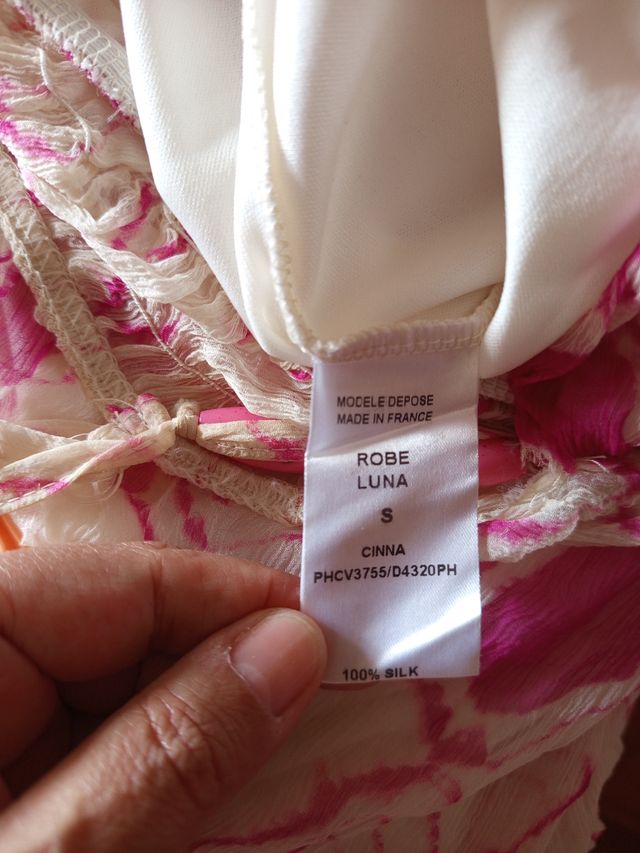 MODELE DEPOSE
MADE IN FRANCE
ROBE
LUNA
S
CINNA
PHCV3755/D4320PH
100% SILK